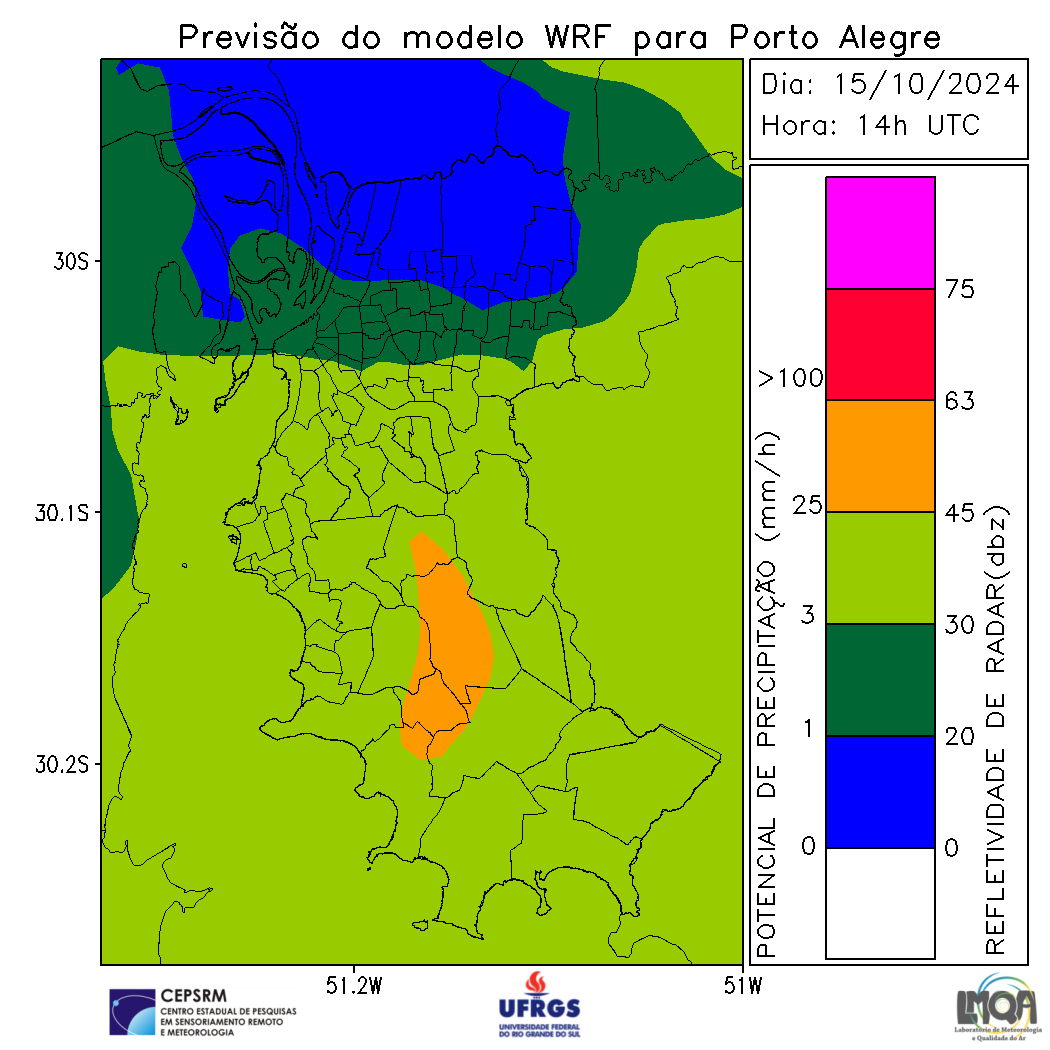 Previsão do modelo WRF para Porto Alegre
Dia: 15/10/2024
Hora: 14h UTC
30S
30.1S
30.2S
51.2W
51W
POTENCIAL DE PRECIPITAÇÃO (mm/h)
>100
25
3
1
0
75
63
45
30
20
0
REFLETIVIDADE DE RADAR(dbz)
CEPSRM
CENTRO ESTADUAL DE PESQUISAS
EM SENSORIAMENTO REMOTO
E METEOROLOGIA
UFRGS
UNIVERSIDADE FEDERAL
DO RIO GRANDE DO SUL
LMQA
Laboratório de Meteorologia
e Qualidade do Ar